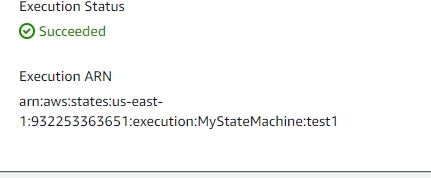 Execution Status
Succeeded
Execution ARN
arn:aws:states:us-east-
1:932253363651:execution:MyStateMachine:test1